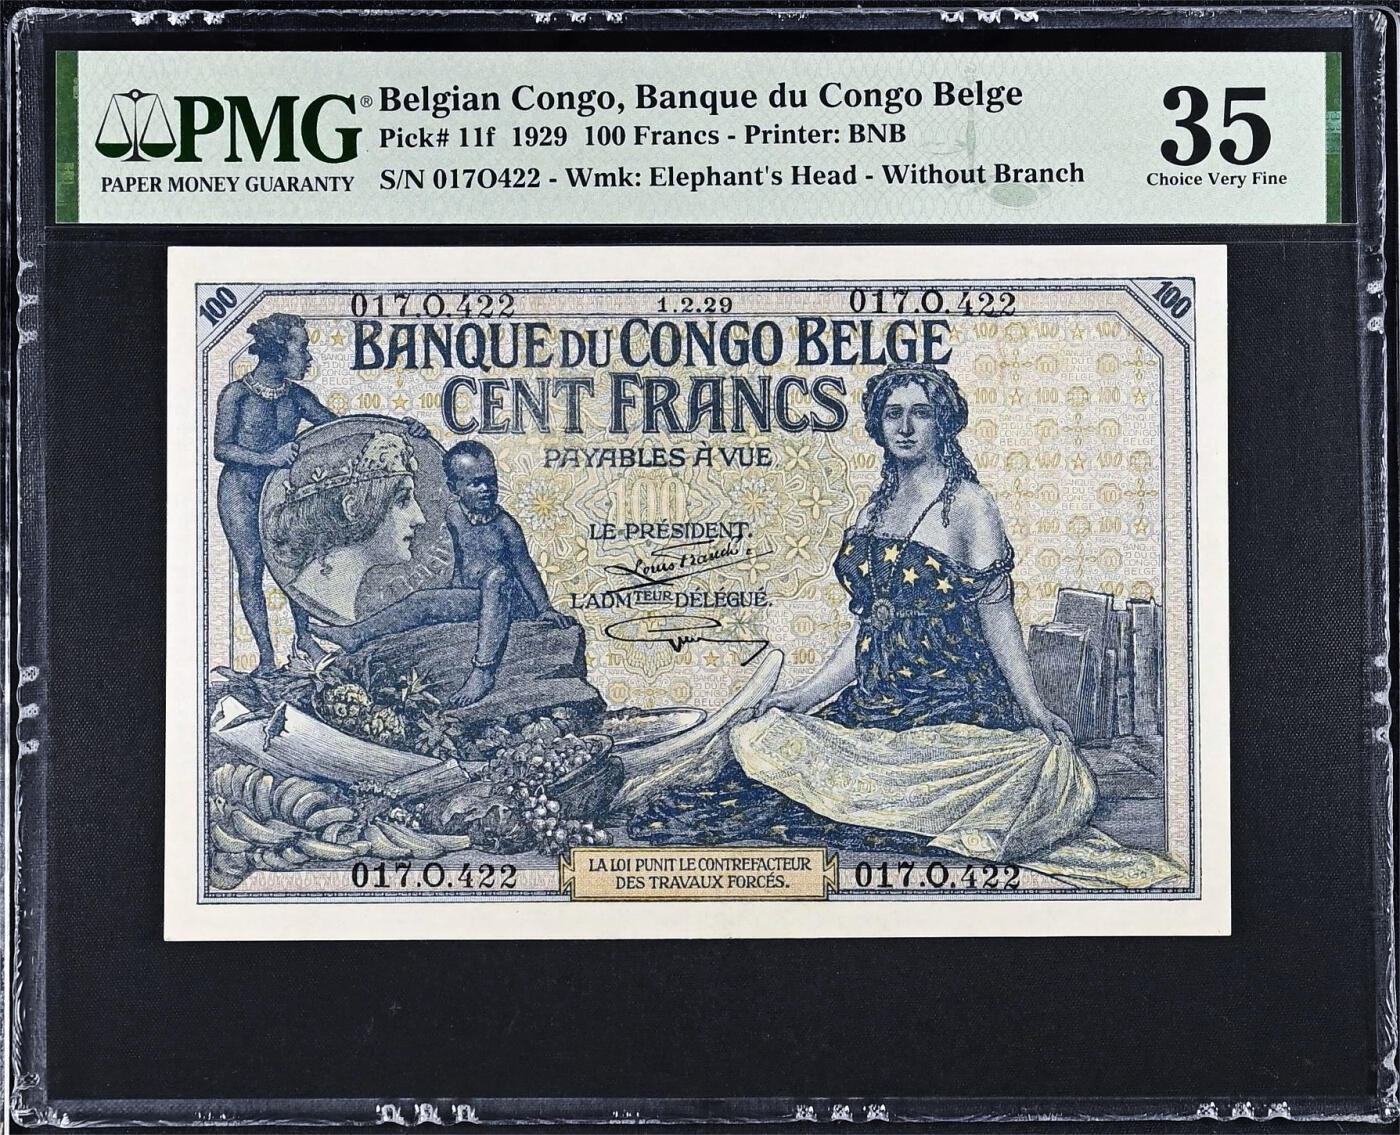 PMG®
PAPER MONEY GUARANTY
Belgian Congo, Banque du Congo Belge
Pick# 11f 1929 100 Francs - Printer: BNB
S/N 017O422 - Wmk: Elephant's Head - Without Branch
35
Choice Very Fine
100
017.O.422
1.2.29
017.O.422
100
BANQUE DU CONGO BELGE
CENT FRANCS
PAYABLES À VUE
100
LE PRÉSIDENT.
L'ADMTEUR DÉLÉGUÉ.
017.O.422
LA LOI PUNIT LE CONTREFACTEUR
DES TRAVAUX FORCÉS.
017.O.422